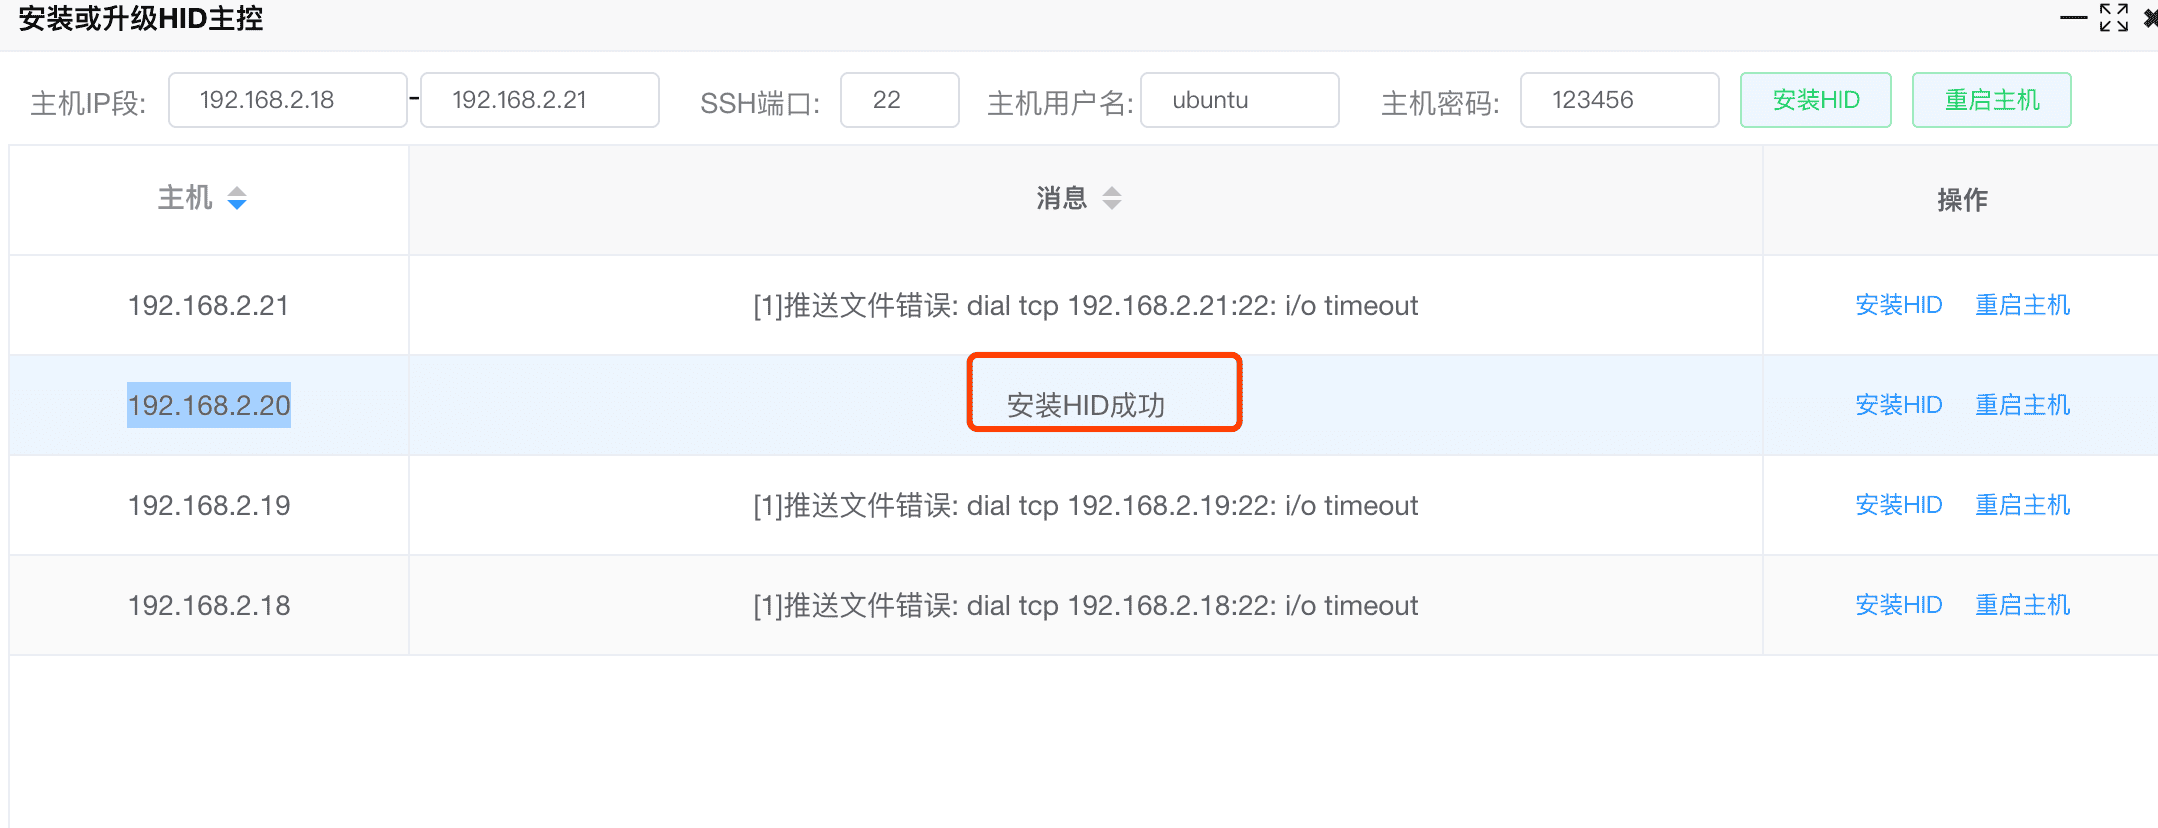 安装或升级HID主控
主机IP段: 192.168.2.18 - 192.168.2.21 SSH端口: 22 主机用户名: ubuntu 主机密码: 123456 安装HID 重启主机
主机 消息 操作
192.168.2.21 [1]推送文件错误: dial tcp 192.168.2.21:22: i/o timeout 安装HID 重启主机
192.168.2.20 安装HID成功 安装HID 重启主机
192.168.2.19 [1]推送文件错误: dial tcp 192.168.2.19:22: i/o timeout 安装HID 重启主机
192.168.2.18 [1]推送文件错误: dial tcp 192.168.2.18:22: i/o timeout 安装HID 重启主机